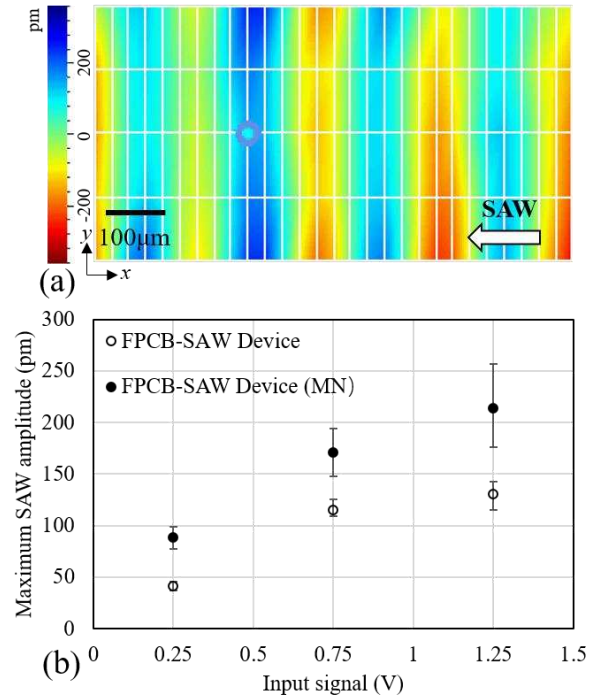 pm
200
0
-200
SAW
100μm
y
x
(a)
300
250
200
150
100
50
0
Maximum SAW amplitude (pm)
FPCB-SAW Device
FPCB-SAW Device (MN)
0 0.25 0.5 0.75 1 1.25 1.5
(b)
Input signal (V)